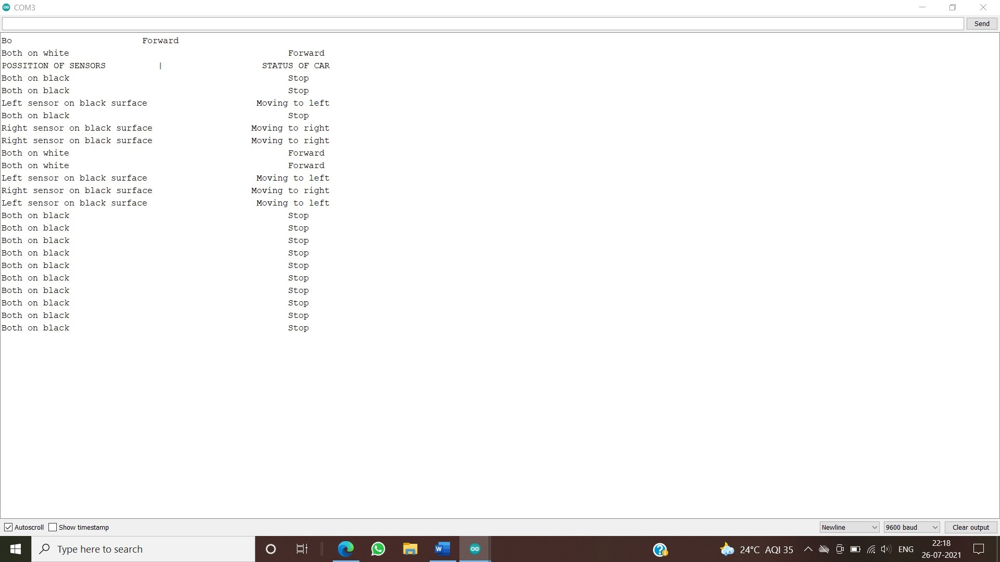 COM3
Send
Bo Forward
Both on white Forward
POSSITION OF SENSORS | STATUS OF CAR
Both on black Stop
Both on black Stop
Left sensor on black surface Moving to left
Both on black Stop
Right sensor on black surface Moving to right
Right sensor on black surface Moving to right
Both on white Forward
Both on white Forward
Left sensor on black surface Moving to left
Right sensor on black surface Moving to right
Left sensor on black surface Moving to left
Both on black Stop
Both on black Stop
Both on black Stop
Both on black Stop
Both on black Stop
Both on black Stop
Both on black Stop
Both on black Stop
Both on black Stop
Both on black Stop
Autoscroll Show timestamp Newline 9600 baud Clear output
Type here to search 24°C AQI 35 ENG 22:18
26-07-2021